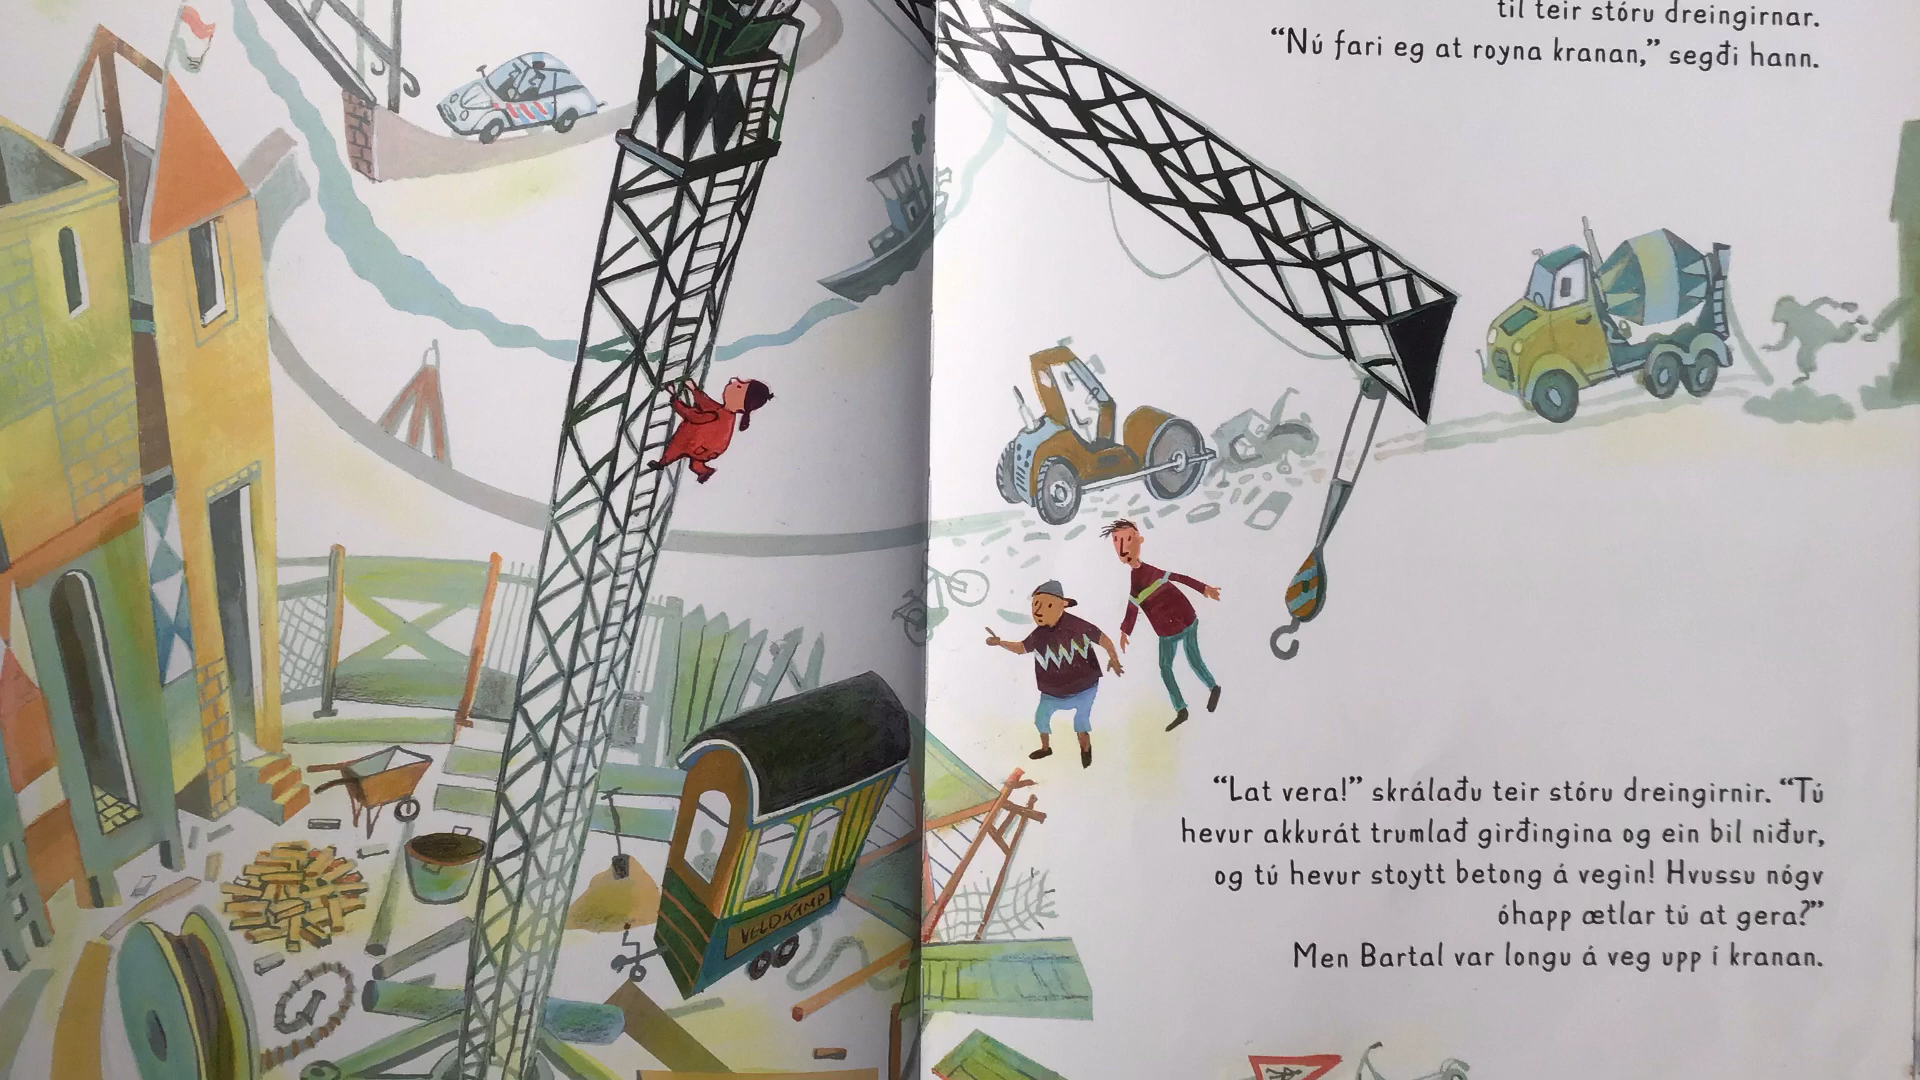 til teir stóru dreingirnar.
“Nú fari eg at royna kranan,” segði hann.
VELDKAMP
“Lat vera!” skrálaðu teir stóru dreingirnir. “Tú
hevur akkurát trumlað girðingina og ein bil niður,
og tú hevur stoytt betong á vegin! Hvussu nógv
óhapp ætlar tú at gera?”
Men Bartal var longu á veg upp í kranan.